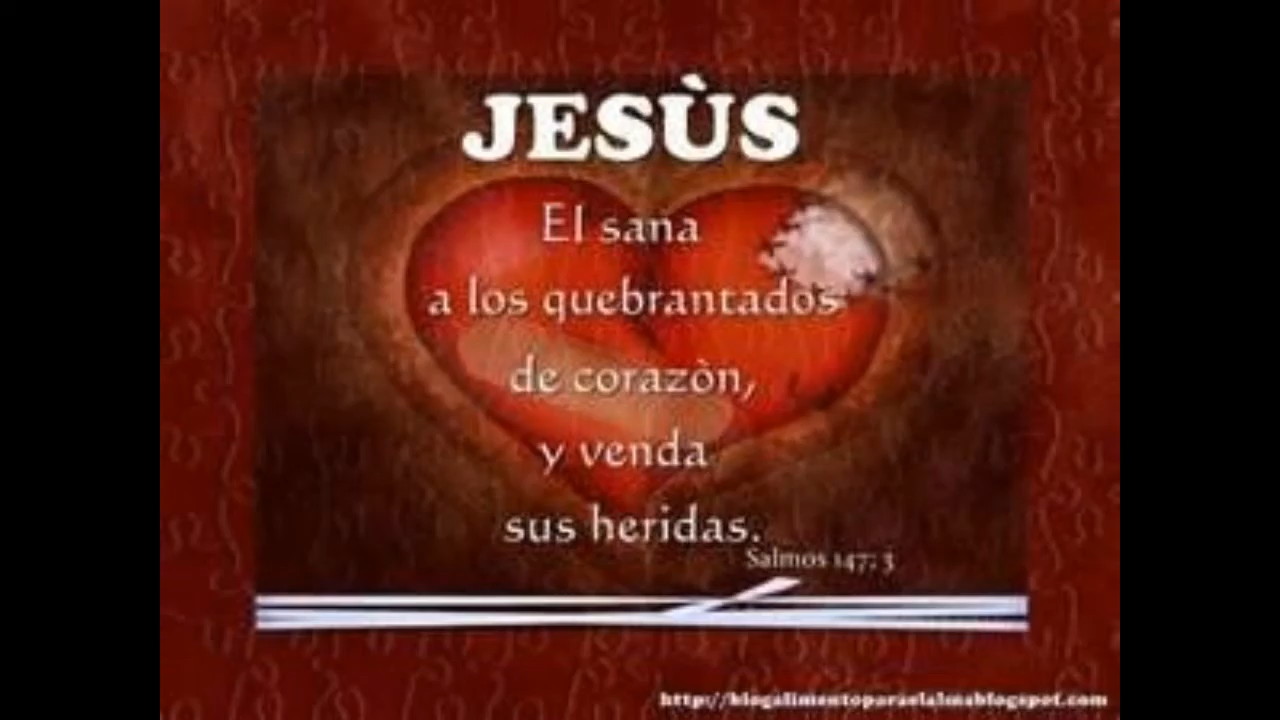 JESÙS
El sana
a los quebrantados
de corazòn,
y venda
sus heridas.
Salmos 147: 3
http://blogalimentoparaelalmablogspot.com